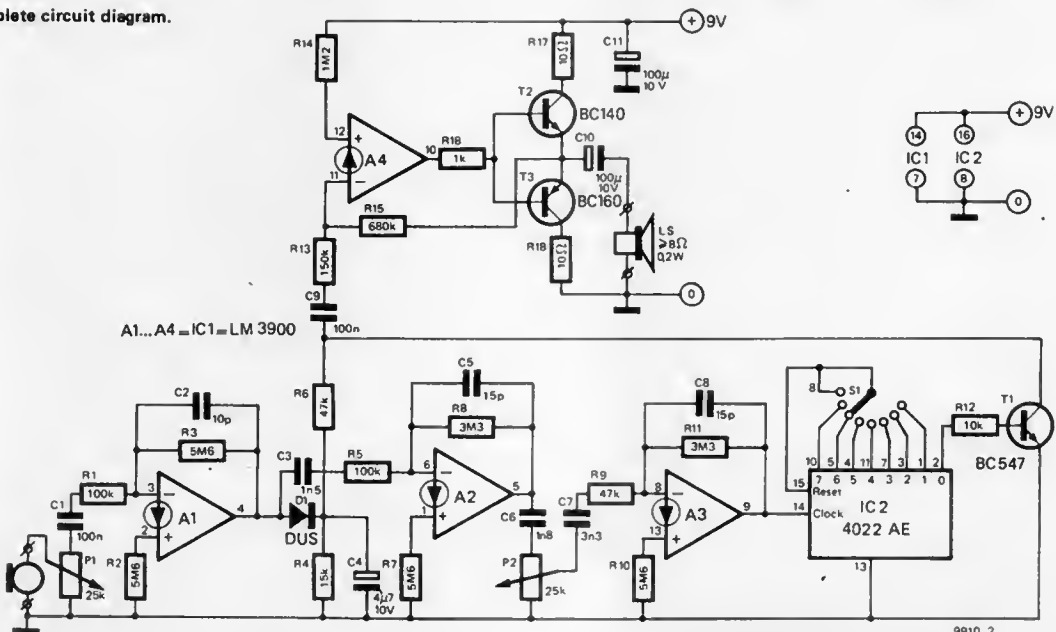 plete circuit diagram.
+ 9V
R14
1M2
R17
10Ω
C11
100µ
10V
T2
BC140
12
+
A4
10
R18
1k
11
−
C10
100µ
10V
T3
BC160
R15
680k
R13
150k
R18
10Ω
LS
≥8Ω
0,2W
0
C9
100n
+ 9V
14
16
IC1
IC2
7
8
0
A1...A4 = IC1 = LM 3900
C2
10p
R3
5M6
R1
100k
C1
100n
P1
25k
R2
5M6
3
−
A1
2
+
4
R6
47k
C3
1n5
D1
DUS
R4
15k
C4
4µ7
10V
R5
100k
C5
15p
R8
3M3
6
−
A2
1
+
5
R7
5M6
C6
1n8
P2
25k
C7
3n3
R9
47k
C8
15p
R11
3M3
8
−
A3
13
+
9
R10
5M6
8
S1
R12
10k
T1
BC547
10 5 4 11 7 3 1 2
7 6 5 4 3 2 1 0
15
Reset
14
Clock
IC2
4022 AE
13
9910 2